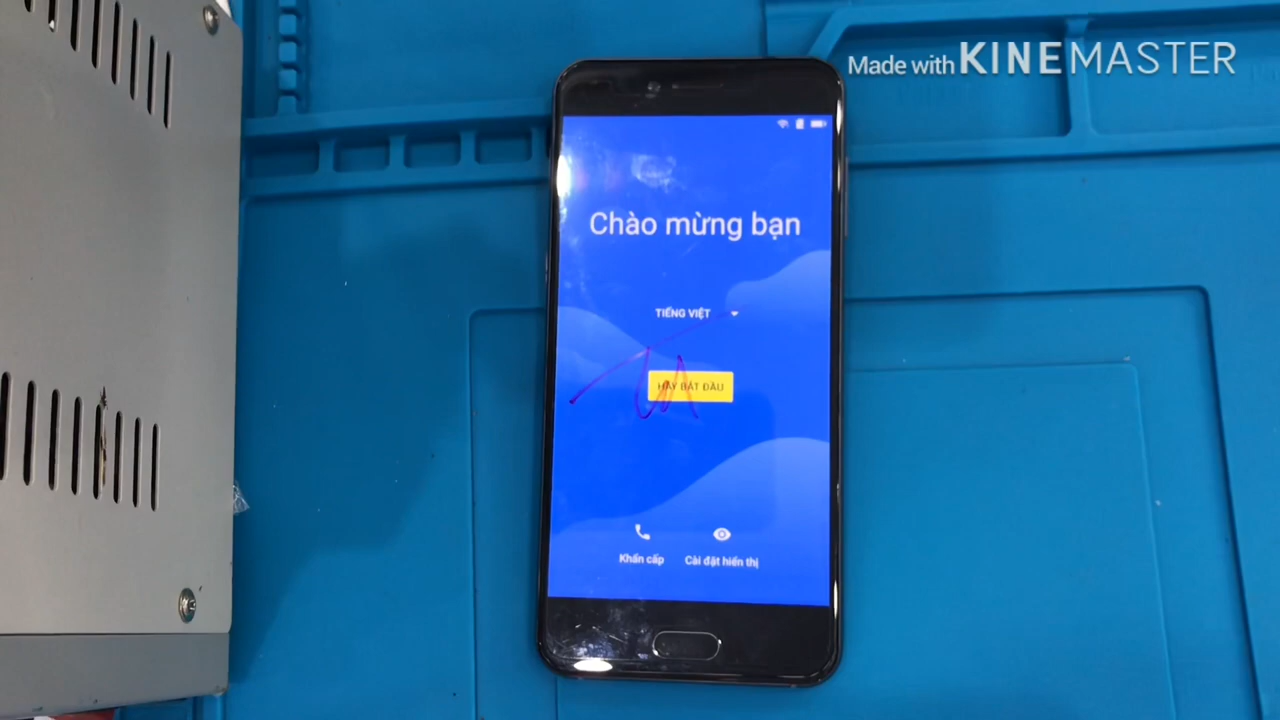 Made with KINEMASTER
Chào mừng bạn
TIẾNG VIỆT
HÃY BẮT ĐẦU
Khẩn cấp
Cài đặt hiển thị